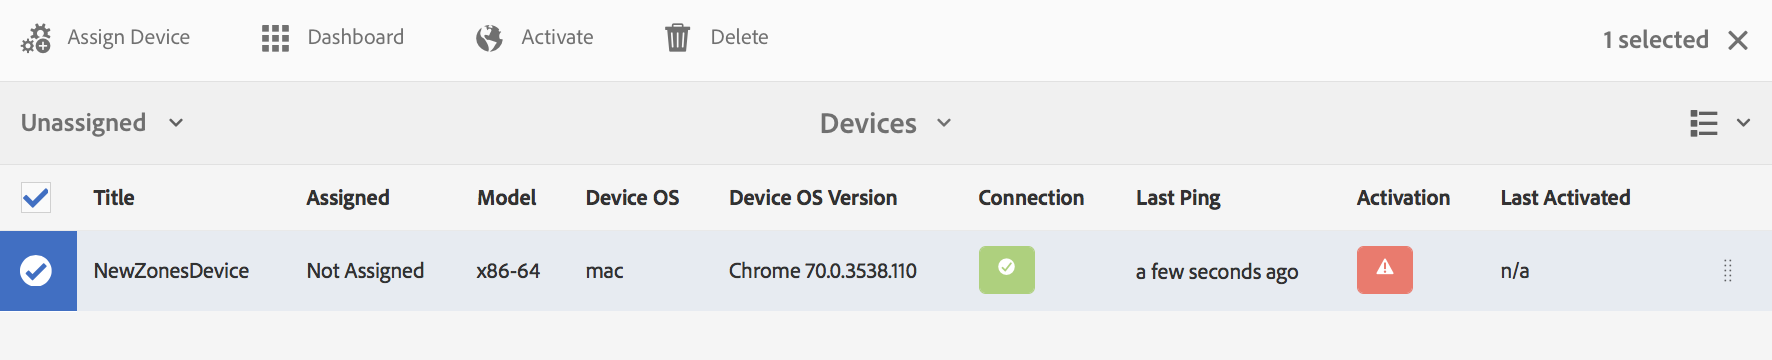 Assign Device Dashboard Activate Delete 1 selected
Unassigned Devices
Title Assigned Model Device OS Device OS Version Connection Last Ping Activation Last Activated
NewZonesDevice Not Assigned x86-64 mac Chrome 70.0.3538.110 a few seconds ago n/a